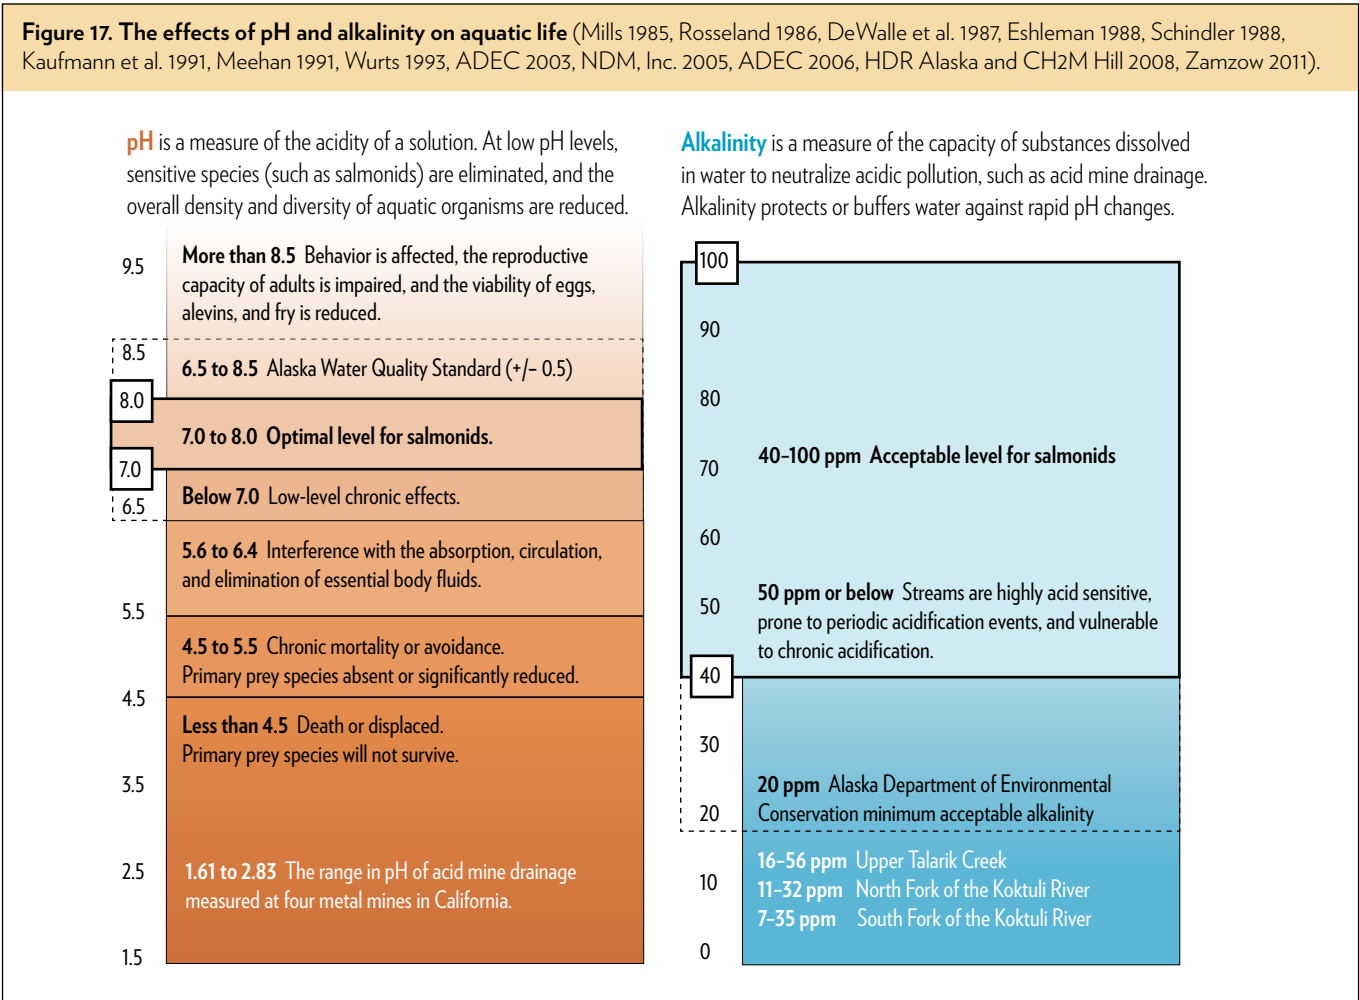 Figure 17. The effects of pH and alkalinity on aquatic life (Mills 1985, Rosseland 1986, DeWalle et al. 1987, Eshleman 1988, Schindler 1988,
Kaufmann et al. 1991, Meehan 1991, Wurts 1993, ADEC 2003, NDM, Inc. 2005, ADEC 2006, HDR Alaska and CH2M Hill 2008, Zamzow 2011).
pH is a measure of the acidity of a solution. At low pH levels,
sensitive species (such as salmonids) are eliminated, and the
overall density and diversity of aquatic organisms are reduced.
9.5
8.5
8.0
7.0
6.5
5.5
4.5
3.5
2.5
1.5
More than 8.5 Behavior is affected, the reproductive
capacity of adults is impaired, and the viability of eggs,
alevins, and fry is reduced.
6.5 to 8.5 Alaska Water Quality Standard (+/– 0.5)
7.0 to 8.0 Optimal level for salmonids.
Below 7.0 Low-level chronic effects.
5.6 to 6.4 Interference with the absorption, circulation,
and elimination of essential body fluids.
4.5 to 5.5 Chronic mortality or avoidance.
Primary prey species absent or significantly reduced.
Less than 4.5 Death or displaced.
Primary prey species will not survive.
1.61 to 2.83 The range in pH of acid mine drainage
measured at four metal mines in California.
Alkalinity is a measure of the capacity of substances dissolved
in water to neutralize acidic pollution, such as acid mine drainage.
Alkalinity protects or buffers water against rapid pH changes.
100
90
80
70
60
50
40
30
20
10
0
40–100 ppm Acceptable level for salmonids
50 ppm or below Streams are highly acid sensitive,
prone to periodic acidification events, and vulnerable
to chronic acidification.
20 ppm Alaska Department of Environmental
Conservation minimum acceptable alkalinity
16–56 ppm Upper Talarik Creek
11–32 ppm North Fork of the Koktuli River
7–35 ppm South Fork of the Koktuli River